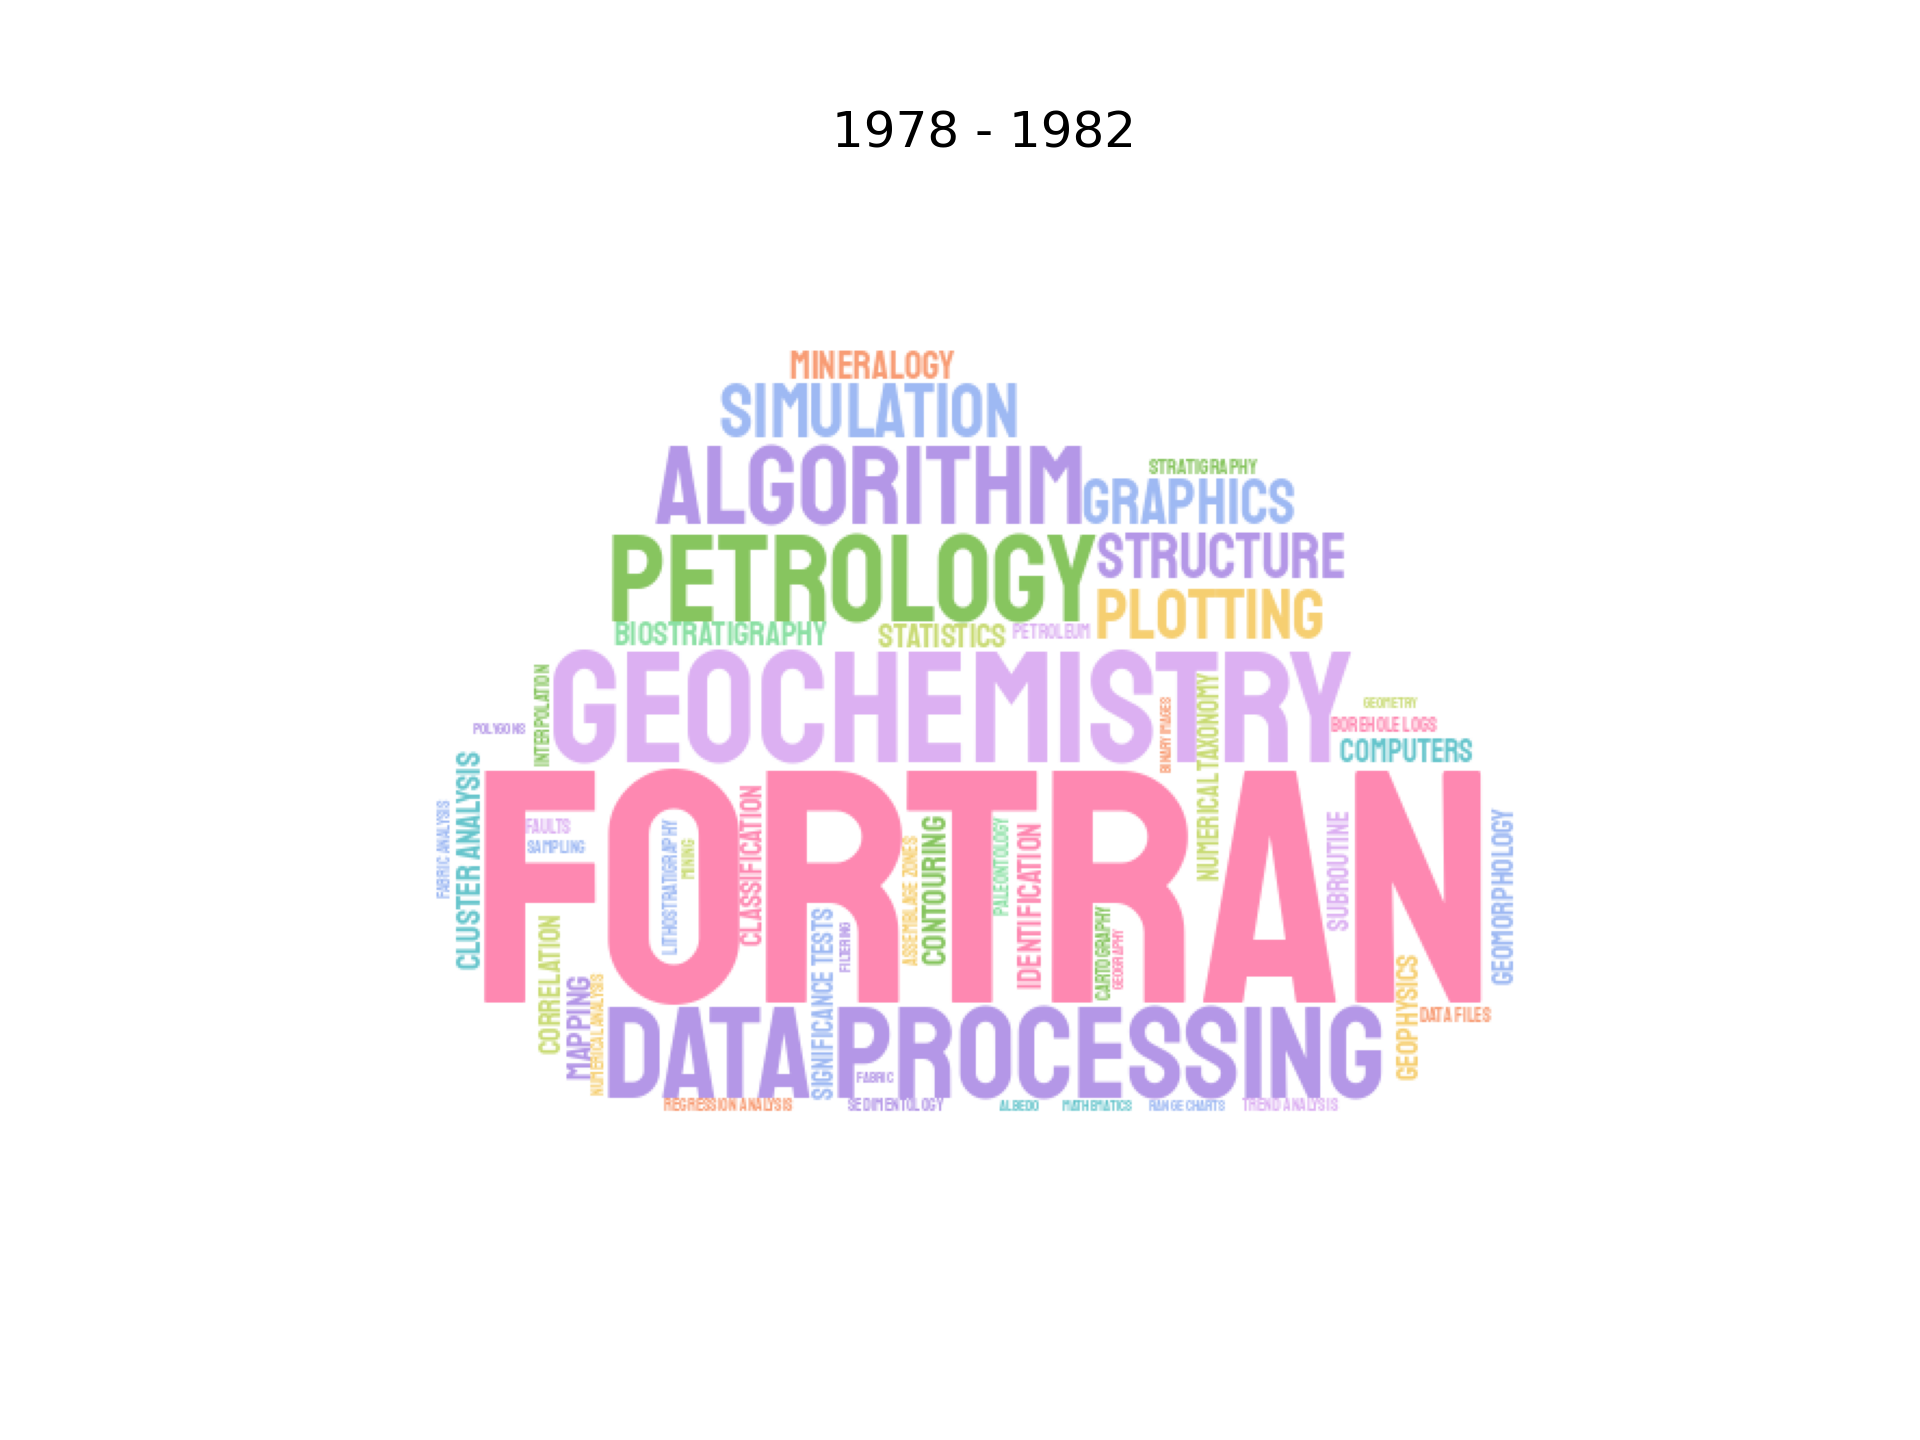 1978 - 1982
MINERALOGY
SIMULATION
ALGORITHM
STRATIGRAPHY
GRAPHICS
PETROLOGY
STRUCTURE
PLOTTING
BIOSTRATIGRAPHY
STATISTICS
PETROLEUM
GEOCHEMISTRY
INTERPOLATION
POLYGONS
BINARY IMAGES
NUMERICAL TAXONOMY
GEOMETRY
BOREHOLE LOGS
COMPUTERS
FORTRAN
FABRIC ANALYSIS
CLUSTER ANALYSIS
FAULTS
SAMPLING
LITHOSTRATIGRAPHY
MINING
CLASSIFICATION
ASSEMBLAGE ZONES
CONTOURING
PALEONTOLOGY
IDENTIFICATION
SUBROUTINE
GEOMORPHOLOGY
CORRELATION
MAPPING
NUMERICAL ANALYSIS
SIGNIFICANCE TESTS
FILTERING
CARTOGRAPHY
GEOGRAPHY
GEOPHYSICS
DATA FILES
DATA PROCESSING
FABRIC
REGRESSION ANALYSIS
SEDIMENTOLOGY
ALBEDO
MATHEMATICS
RANGE CHARTS
TREND ANALYSIS